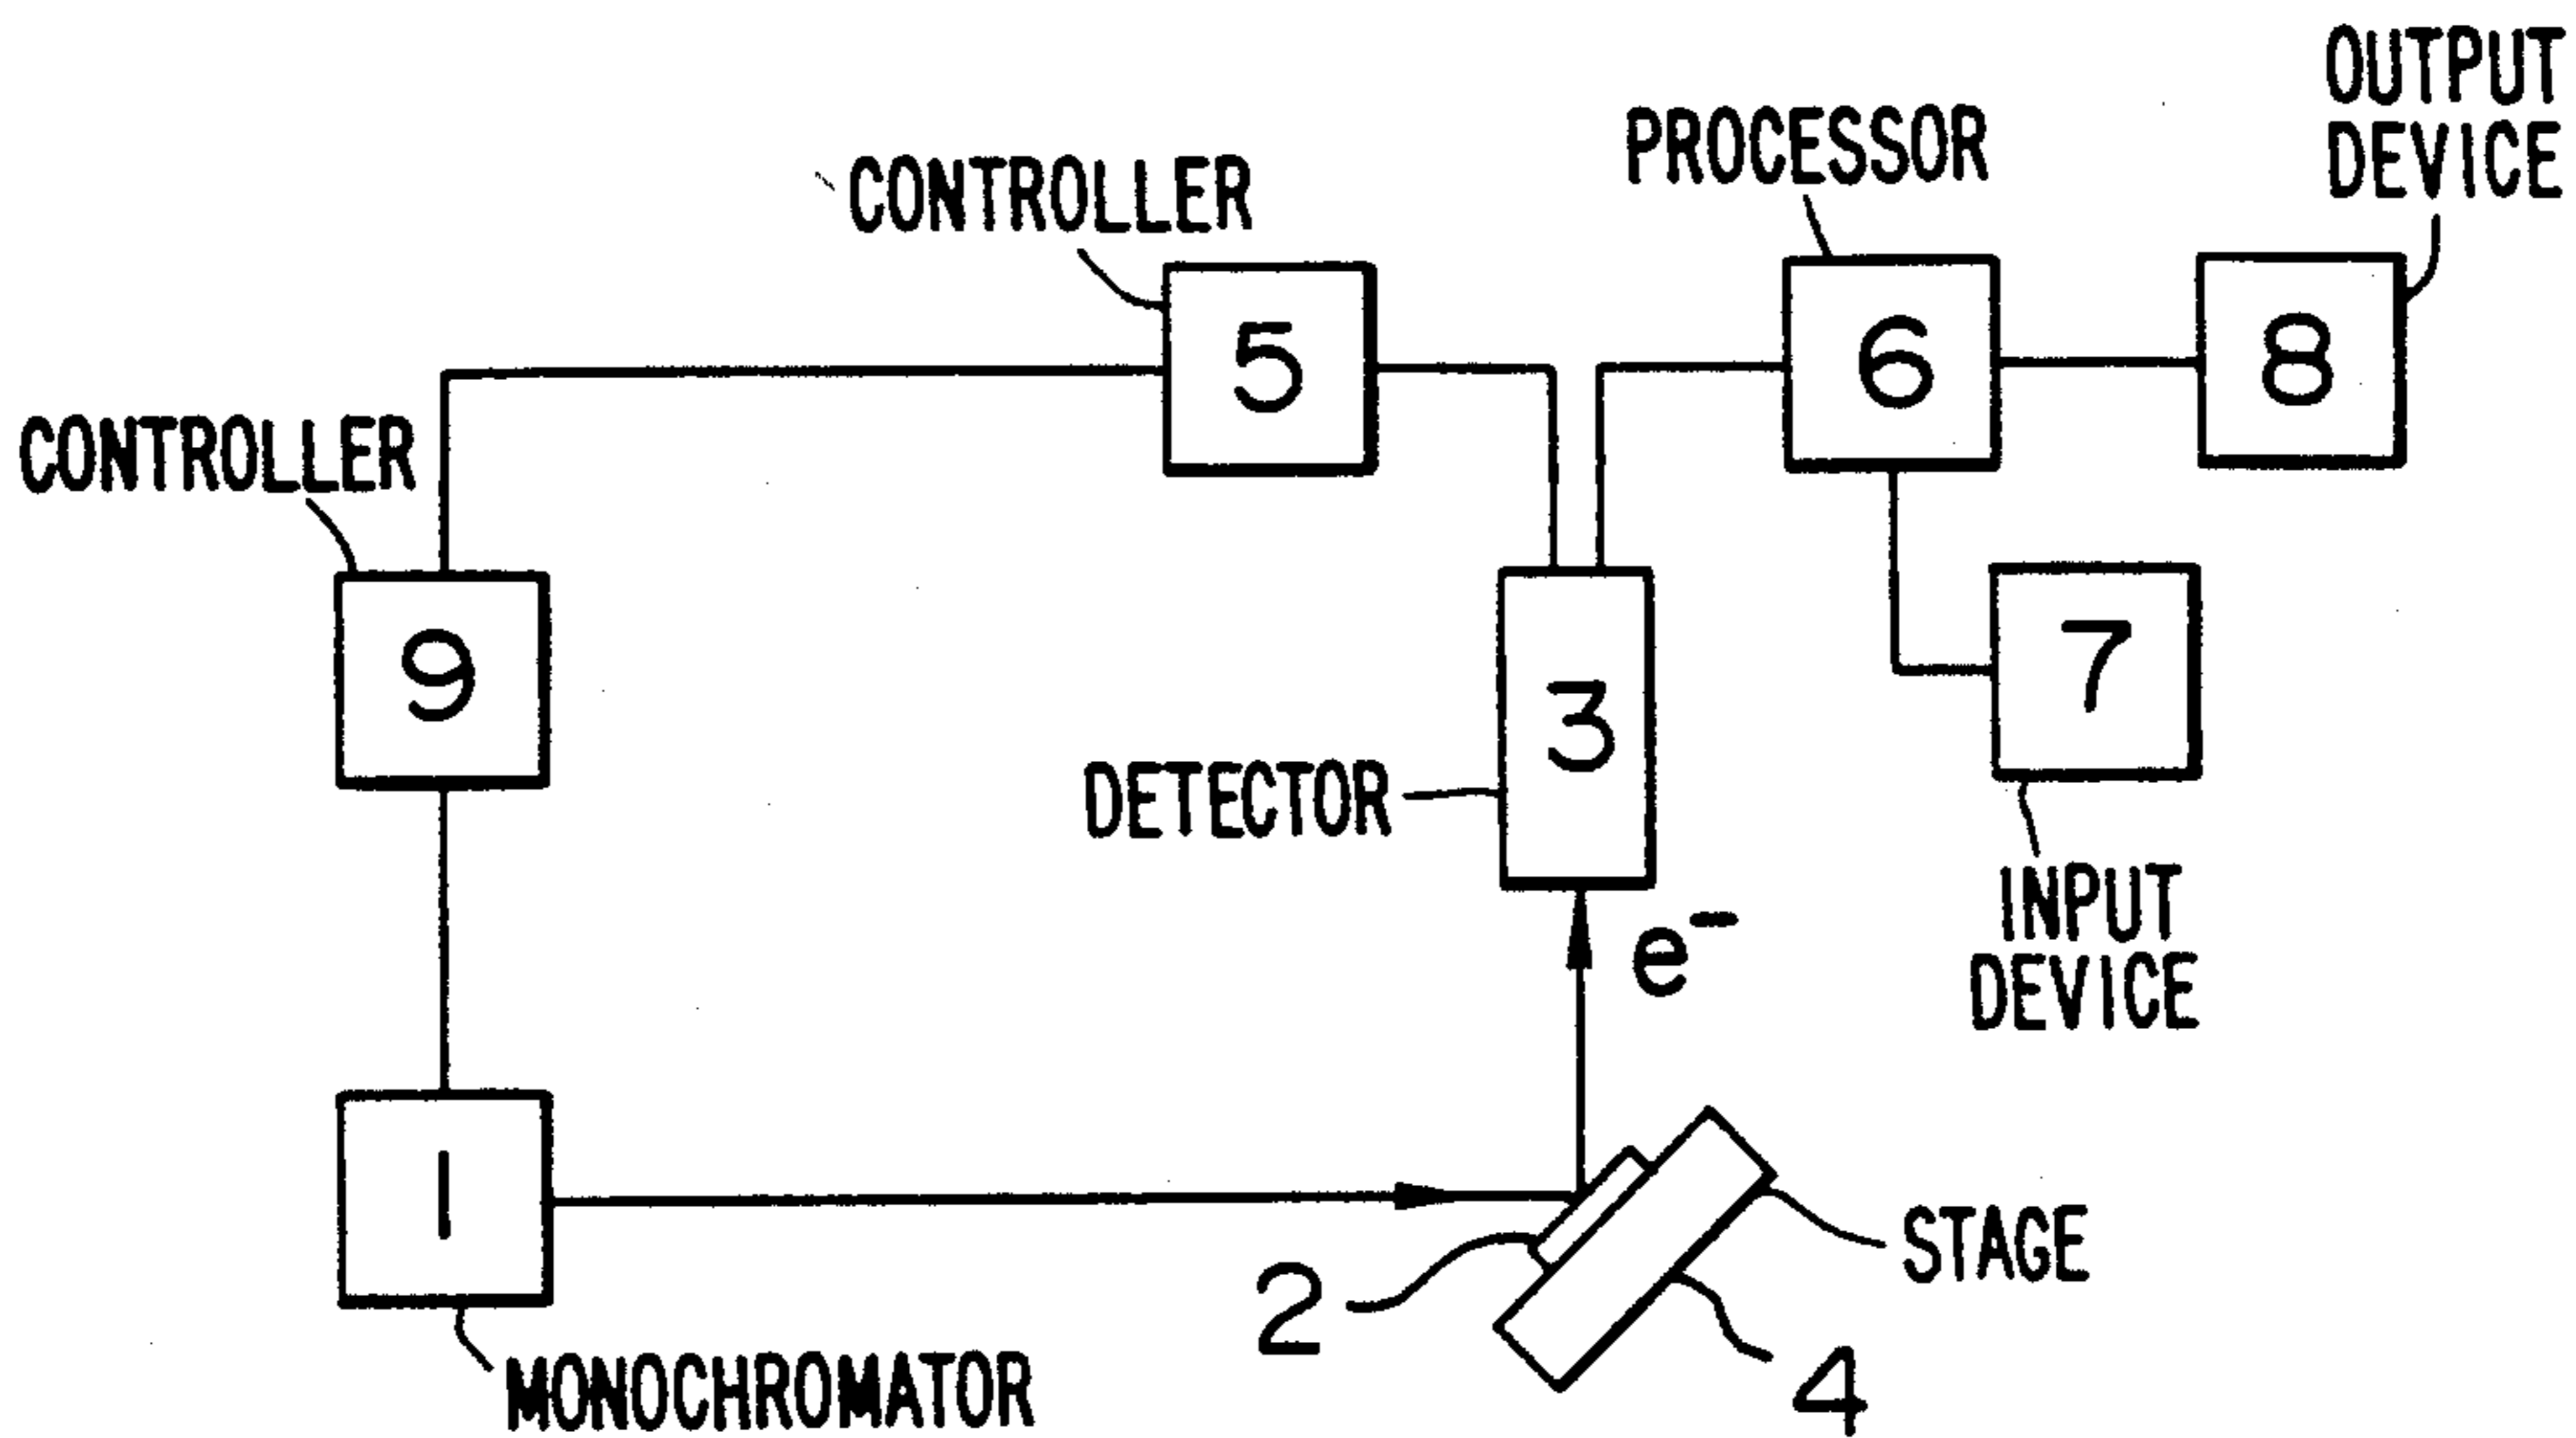 OUTPUT
DEVICE
PROCESSOR
CONTROLLER
5
6
8
CONTROLLER
9
3
7
DETECTOR
INPUT
DEVICE
e⁻
1
2
STAGE
4
MONOCHROMATOR